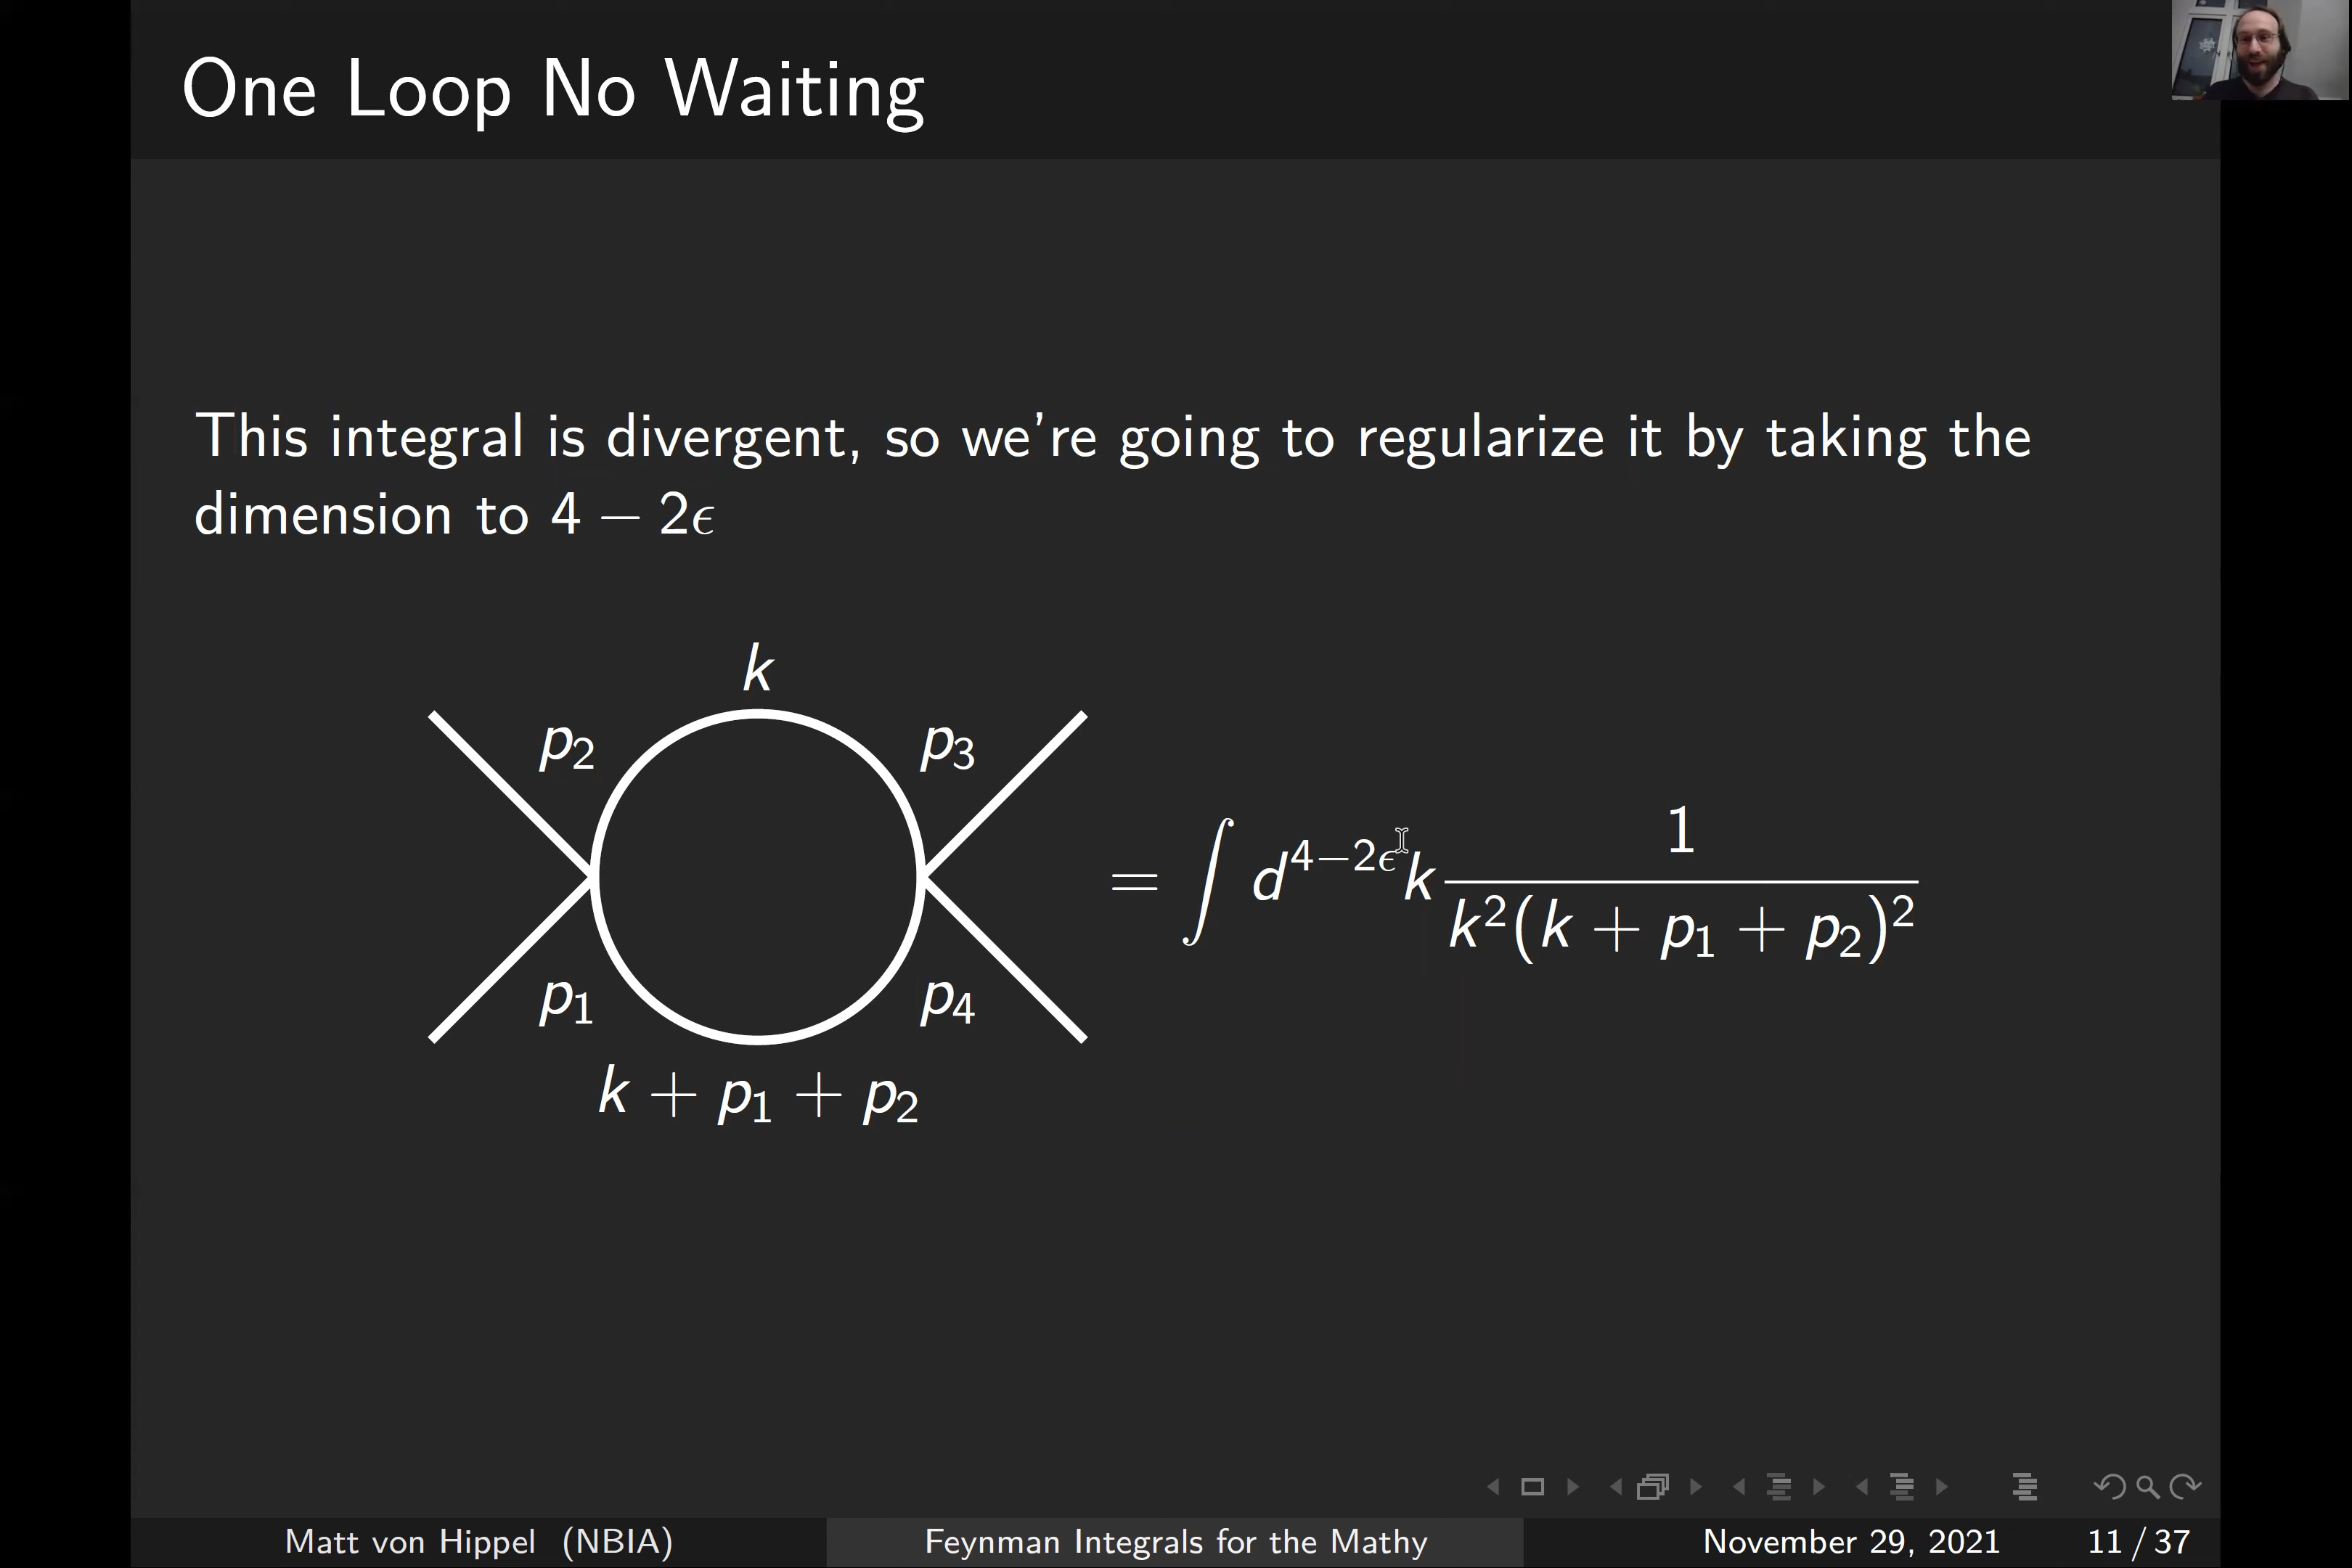 One Loop No Waiting
This integral is divergent, so we're going to regularize it by taking the
dimension to 4 − 2ϵ
k
p₂
p₃
= ∫ d⁴⁻²ᵋk 1 / k²(k + p₁ + p₂)²
p₁
p₄
k + p₁ + p₂
Matt von Hippel (NBIA)
Feynman Integrals for the Mathy
November 29, 2021
11 / 37